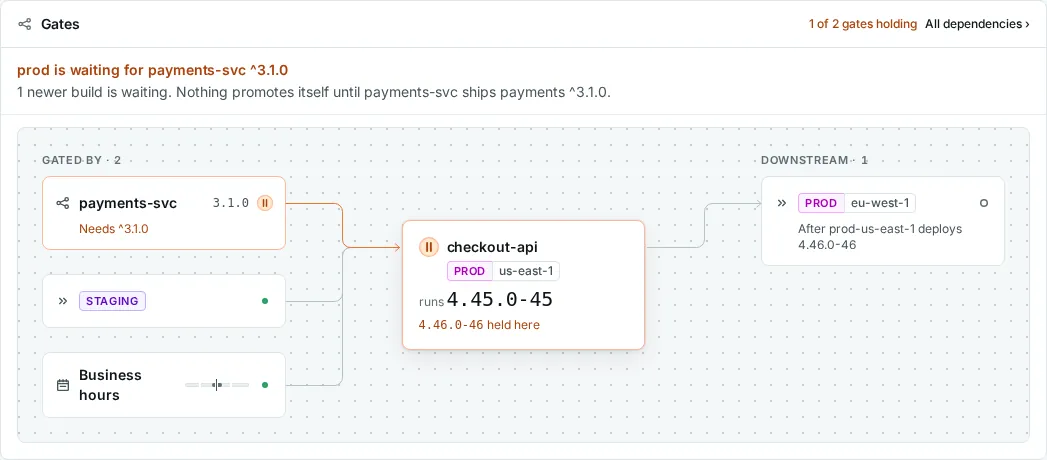 Gates
1 of 2 gates holding
All dependencies ›
prod is waiting for payments-svc ^3.1.0
1 newer build is waiting. Nothing promotes itself until payments-svc ships payments ^3.1.0.
GATED BY · 2
payments-svc
3.1.0
Needs ^3.1.0
STAGING
Business
hours
checkout-api
PROD us-east-1
runs 4.45.0-45
4.46.0-46 held here
DOWNSTREAM · 1
PROD eu-west-1
After prod-us-east-1 deploys
4.46.0-46